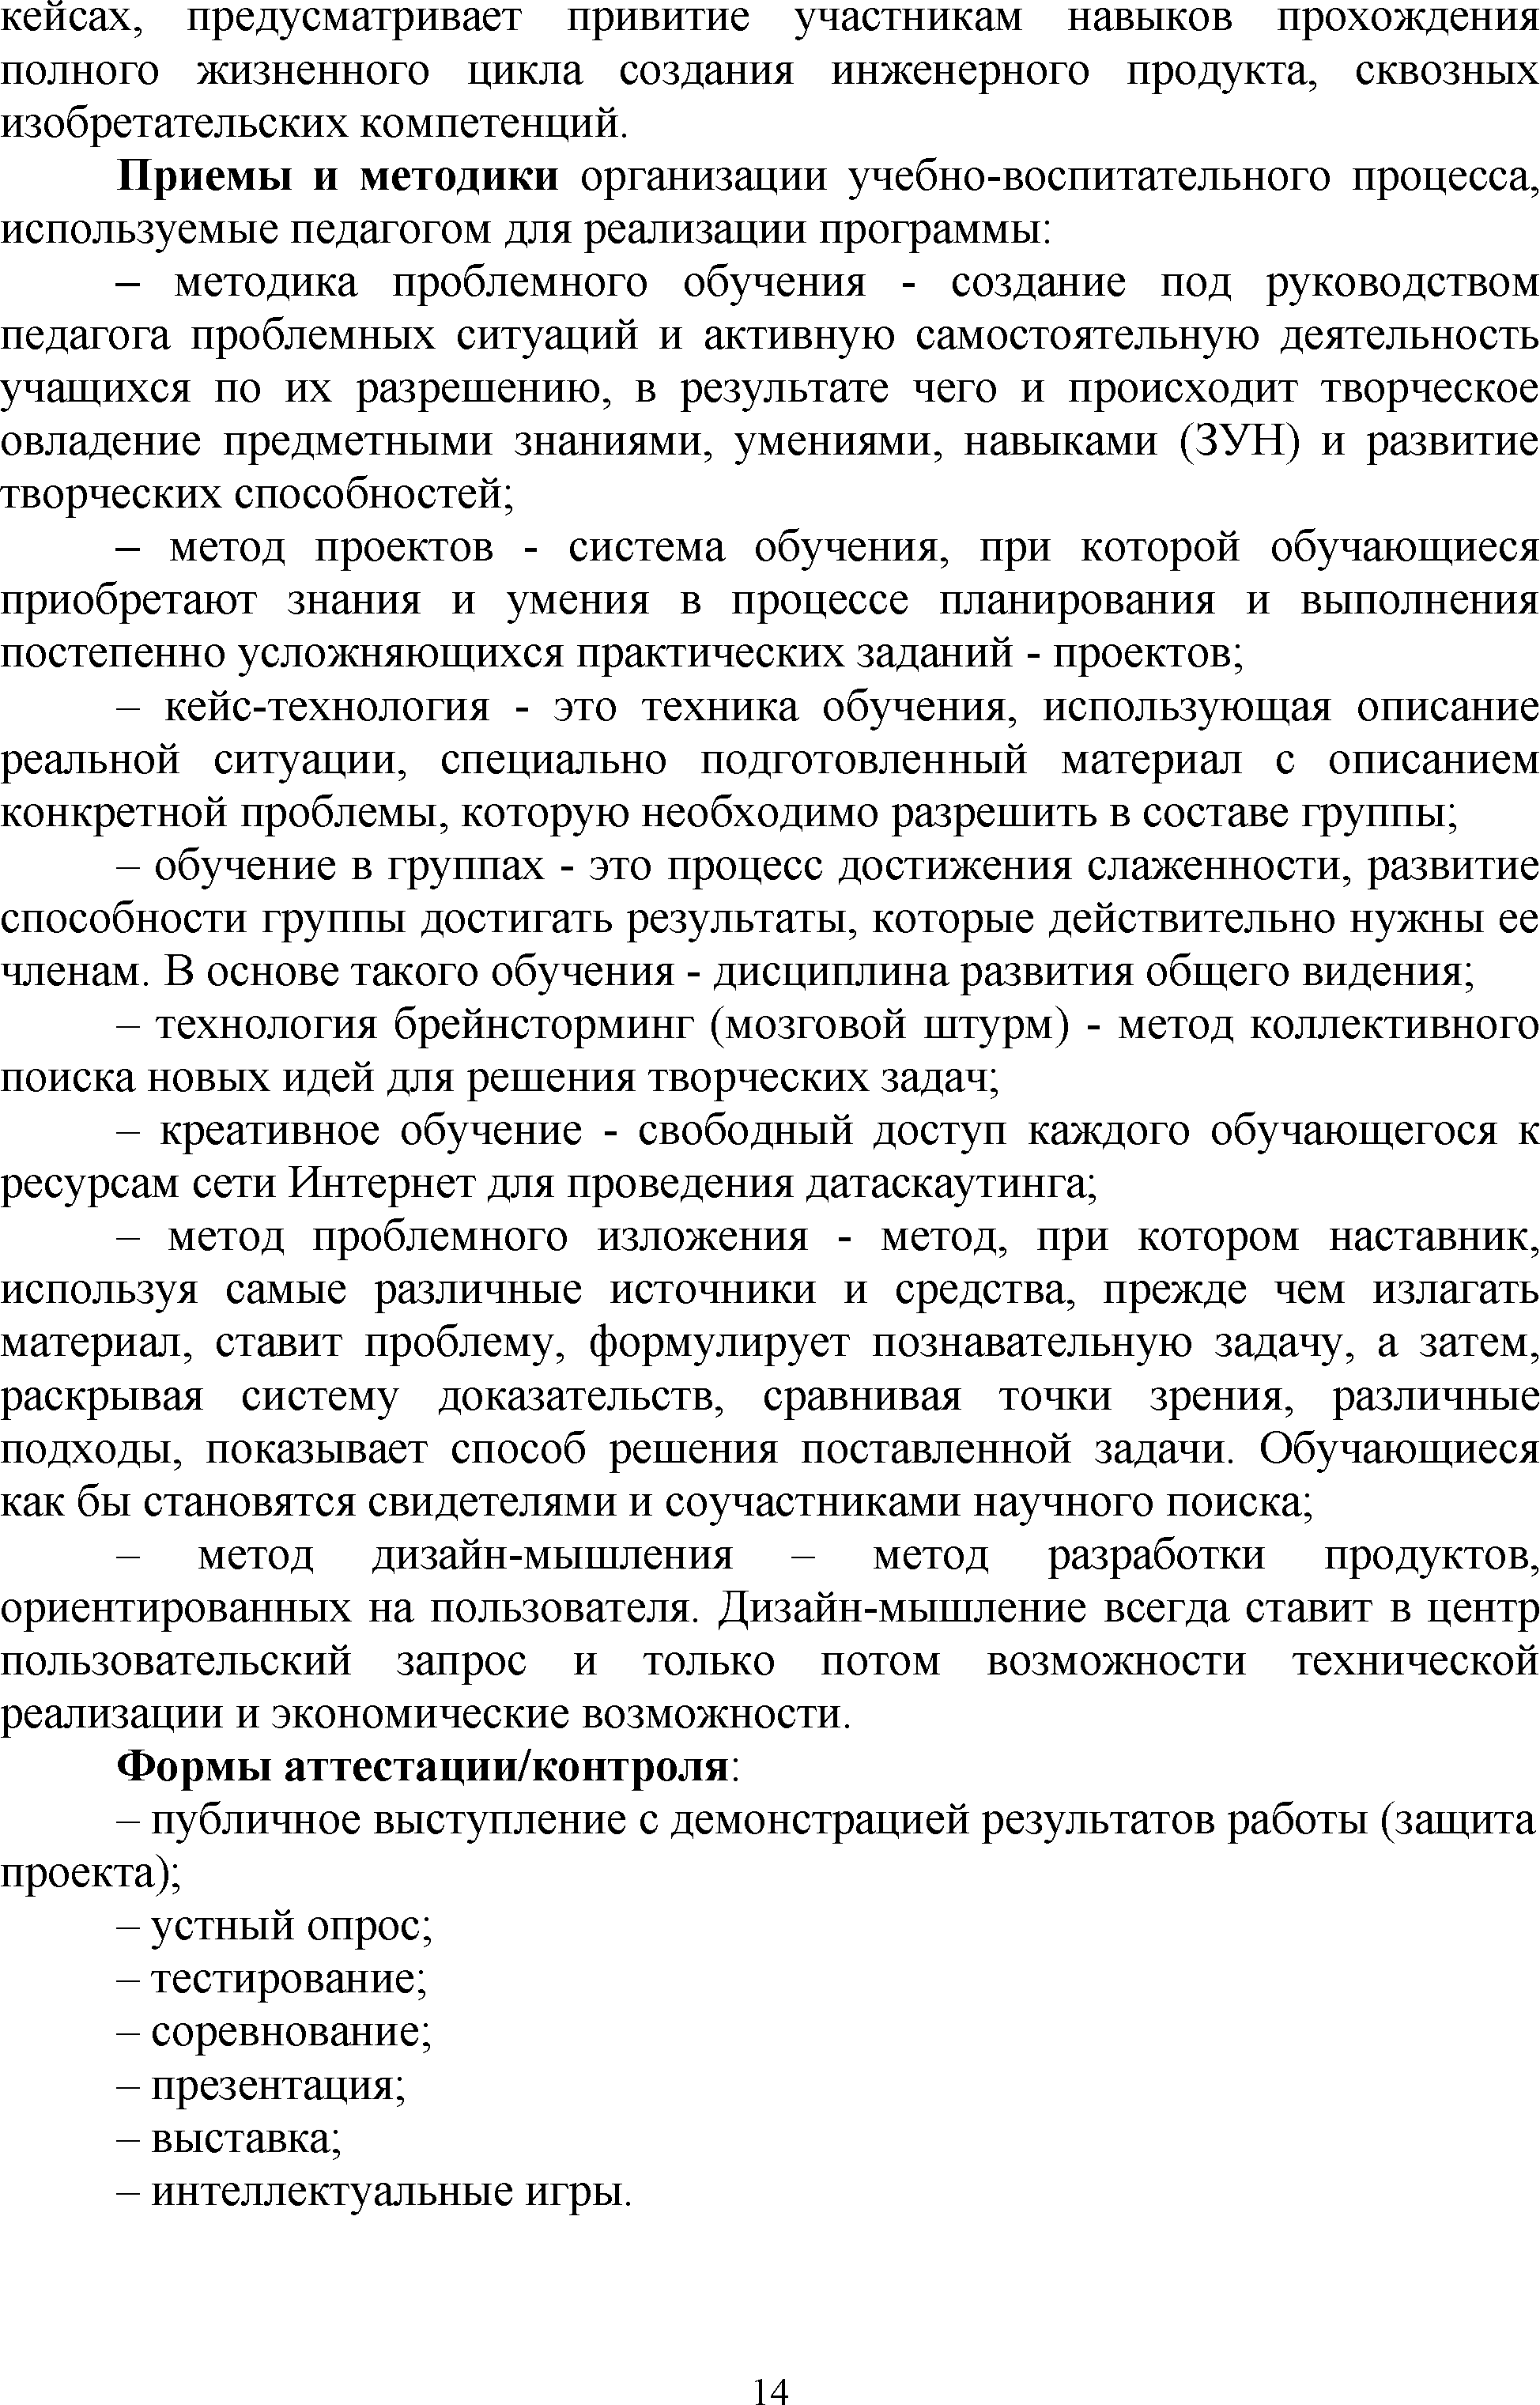 кейсах, предусматривает привитие участникам навыков прохождения
полного жизненного цикла создания инженерного продукта, сквозных
изобретательских компетенций.
Приемы и методики организации учебно-воспитательного процесса,
используемые педагогом для реализации программы:
– методика проблемного обучения - создание под руководством
педагога проблемных ситуаций и активную самостоятельную деятельность
учащихся по их разрешению, в результате чего и происходит творческое
овладение предметными знаниями, умениями, навыками (ЗУН) и развитие
творческих способностей;
– метод проектов - система обучения, при которой обучающиеся
приобретают знания и умения в процессе планирования и выполнения
постепенно усложняющихся практических заданий - проектов;
– кейс-технология - это техника обучения, использующая описание
реальной ситуации, специально подготовленный материал с описанием
конкретной проблемы, которую необходимо разрешить в составе группы;
– обучение в группах - это процесс достижения слаженности, развитие
способности группы достигать результаты, которые действительно нужны ее
членам. В основе такого обучения - дисциплина развития общего видения;
– технология брейнсторминг (мозговой штурм) - метод коллективного
поиска новых идей для решения творческих задач;
– креативное обучение - свободный доступ каждого обучающегося к
ресурсам сети Интернет для проведения датаскаутинга;
– метод проблемного изложения - метод, при котором наставник,
используя самые различные источники и средства, прежде чем излагать
материал, ставит проблему, формулирует познавательную задачу, а затем,
раскрывая систему доказательств, сравнивая точки зрения, различные
подходы, показывает способ решения поставленной задачи. Обучающиеся
как бы становятся свидетелями и соучастниками научного поиска;
– метод дизайн-мышления – метод разработки продуктов,
ориентированных на пользователя. Дизайн-мышление всегда ставит в центр
пользовательский запрос и только потом возможности технической
реализации и экономические возможности.
Формы аттестации/контроля:
– публичное выступление с демонстрацией результатов работы (защита
проекта);
– устный опрос;
– тестирование;
– соревнование;
– презентация;
– выставка;
– интеллектуальные игры.
14